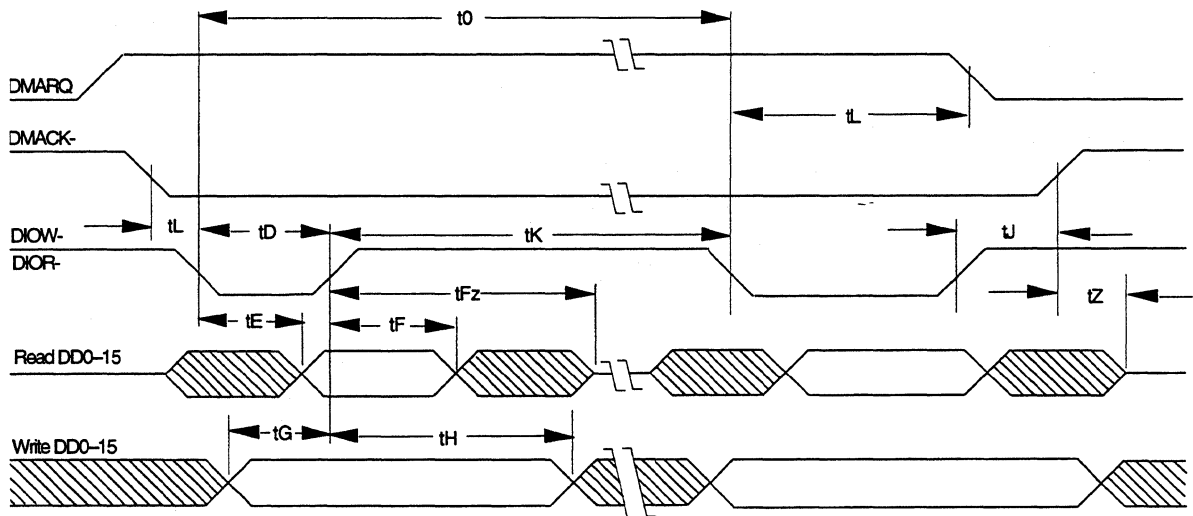 t0
DMARQ
tL
DMACK-
tL
tD
tK
tJ
DIOW-
DIOR-
tFz
tZ
tE
tF
Read DD0–15
tG
tH
Write DD0–15